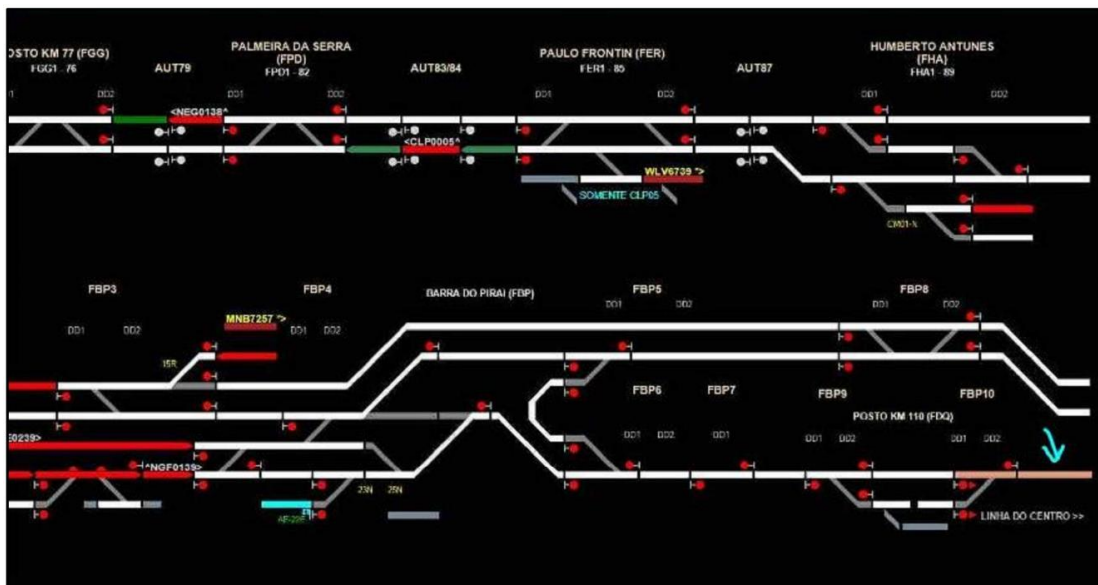 OSTO KM 77 (FGG)
FGG1 - 76
AUT79
PALMEIRA DA SERRA
(FPD)
FPD1 - 82
AUT83/84
PAULO FRONTIN (FER)
FER1 - 85
AUT87
HUMBERTO ANTUNES
(FHA)
FHA1 - 89
DD2 DD1 DD2 DD1 DD2 DD1 DD2
<NEG0138^
<CLP0005^
WLV6739 *>
SOMENTE CLP05
CM01-N
FBP3
FBP4
BARRA DO PIRAI (FBP)
FBP5
FBP8
MNB7257 *>
DD1 DD2 DD1 DD2 DD1 DD2 DD1 DD2
15R
FBP6
FBP7
FBP9
FBP10
POSTO KM 110 (FDQ)
E0239>
DD1 DD2 DD1 DD1 DD2 DD1 DD2
^NGF0139>
23N
25N
LINHA DO CENTRO >>